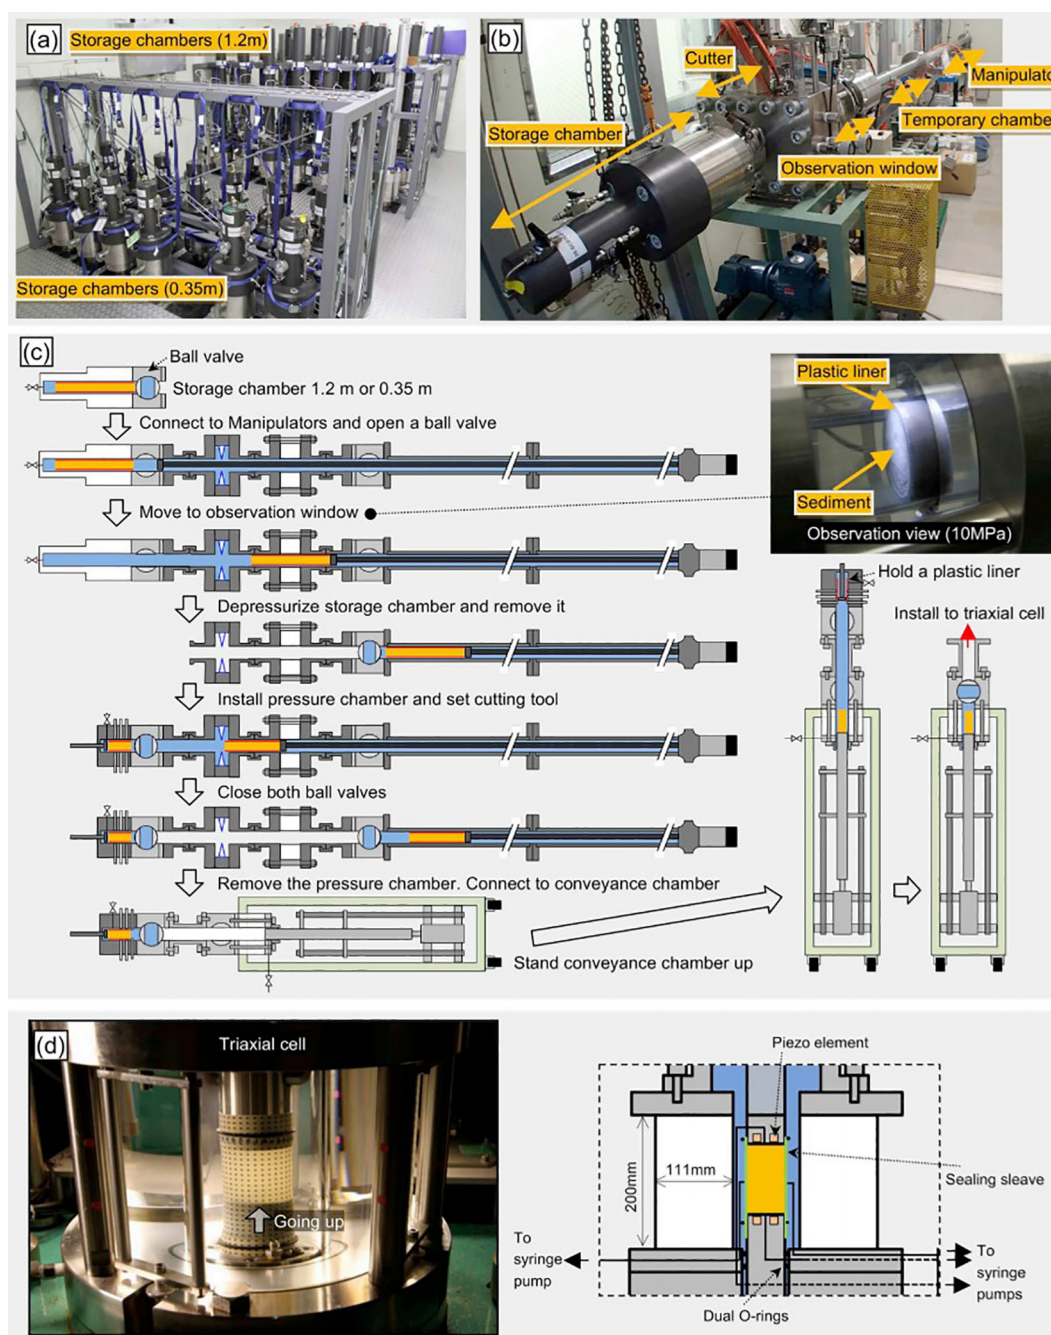 (a)
Storage chambers (1.2m)
Storage chambers (0.35m)
(b)
Cutter
Storage chamber
Manipulato
Temporary chambe
Observation window
(c)
Ball valve
Storage chamber 1.2 m or 0.35 m
Connect to Manipulators and open a ball valve
Move to observation window
Plastic liner
Sediment
Observation view (10MPa)
Depressurize storage chamber and remove it
Install pressure chamber and set cutting tool
Close both ball valves
Remove the pressure chamber. Connect to conveyance chamber
Stand conveyance chamber up
Hold a plastic liner
Install to triaxial cell
(d)
Triaxial cell
Going up
Piezo element
111mm
200mm
Sealing sleave
To
syringe
pump
To
syringe
pumps
Dual O-rings